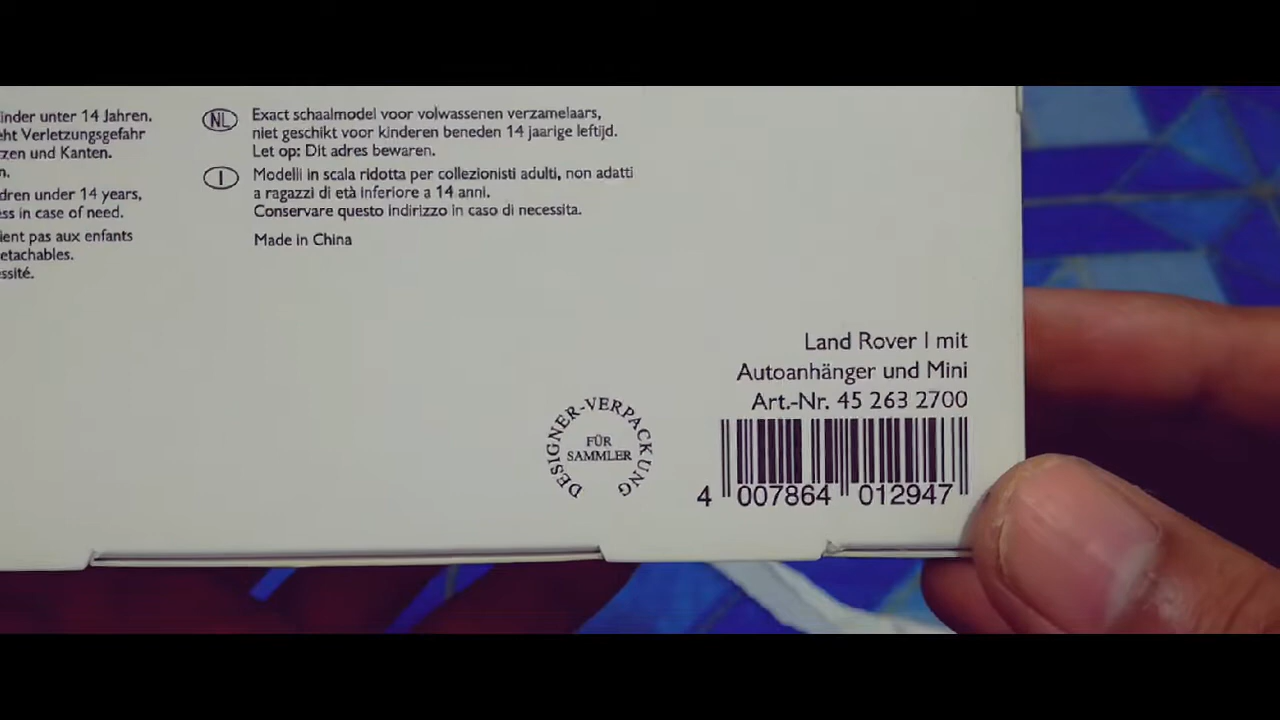 inder unter 14 Jahren.
ht Verletzungsgefahr
zen und Kanten.
n.
dren under 14 years,
ss in case of need.
ient pas aux enfants
etachables.
ssité.
NL Exact schaalmodel voor volwassenen verzamelaars,
niet geschikt voor kinderen beneden 14 jaarige leftijd.
Let op: Dit adres bewaren.
I Modelli in scala ridotta per collezionisti adulti, non adatti
a ragazzi di età inferiore a 14 anni.
Conservare questo indirizzo in caso di necessita.
Made in China
DESIGNER-VERPACKUNG
FÜR
SAMMLER
Land Rover I mit
Autoanhänger und Mini
Art.-Nr. 45 263 2700
4 007864 012947